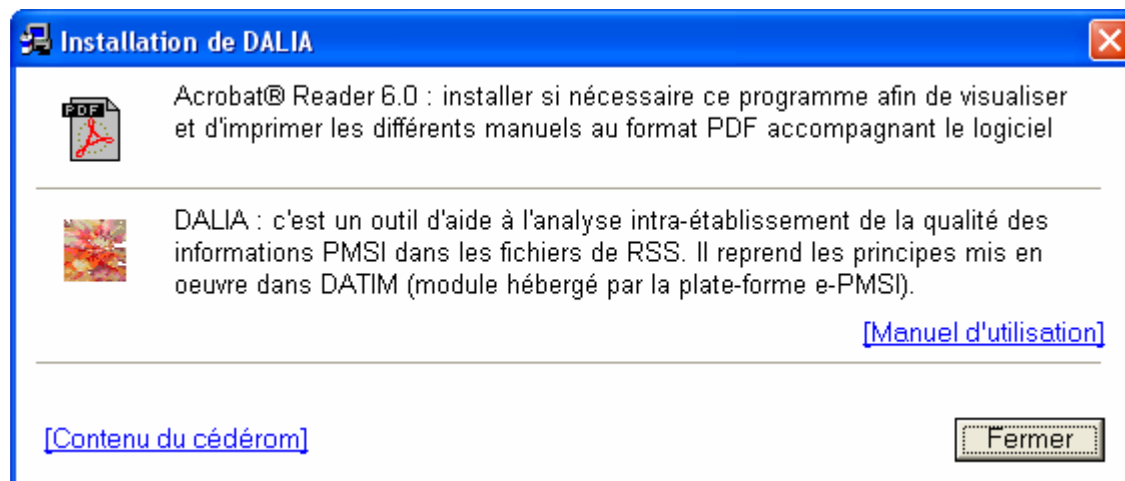 Installation de DALIA
PDF
Acrobat® Reader 6.0 : installer si nécessaire ce programme afin de visualiser
et d'imprimer les différents manuels au format PDF accompagnant le logiciel
DALIA : c'est un outil d'aide à l'analyse intra-établissement de la qualité des
informations PMSI dans les fichiers de RSS. Il reprend les principes mis en
oeuvre dans DATIM (module hébergé par la plate-forme e-PMSI).
[Manuel d'utilisation]
[Contenu du cédérom]
Fermer